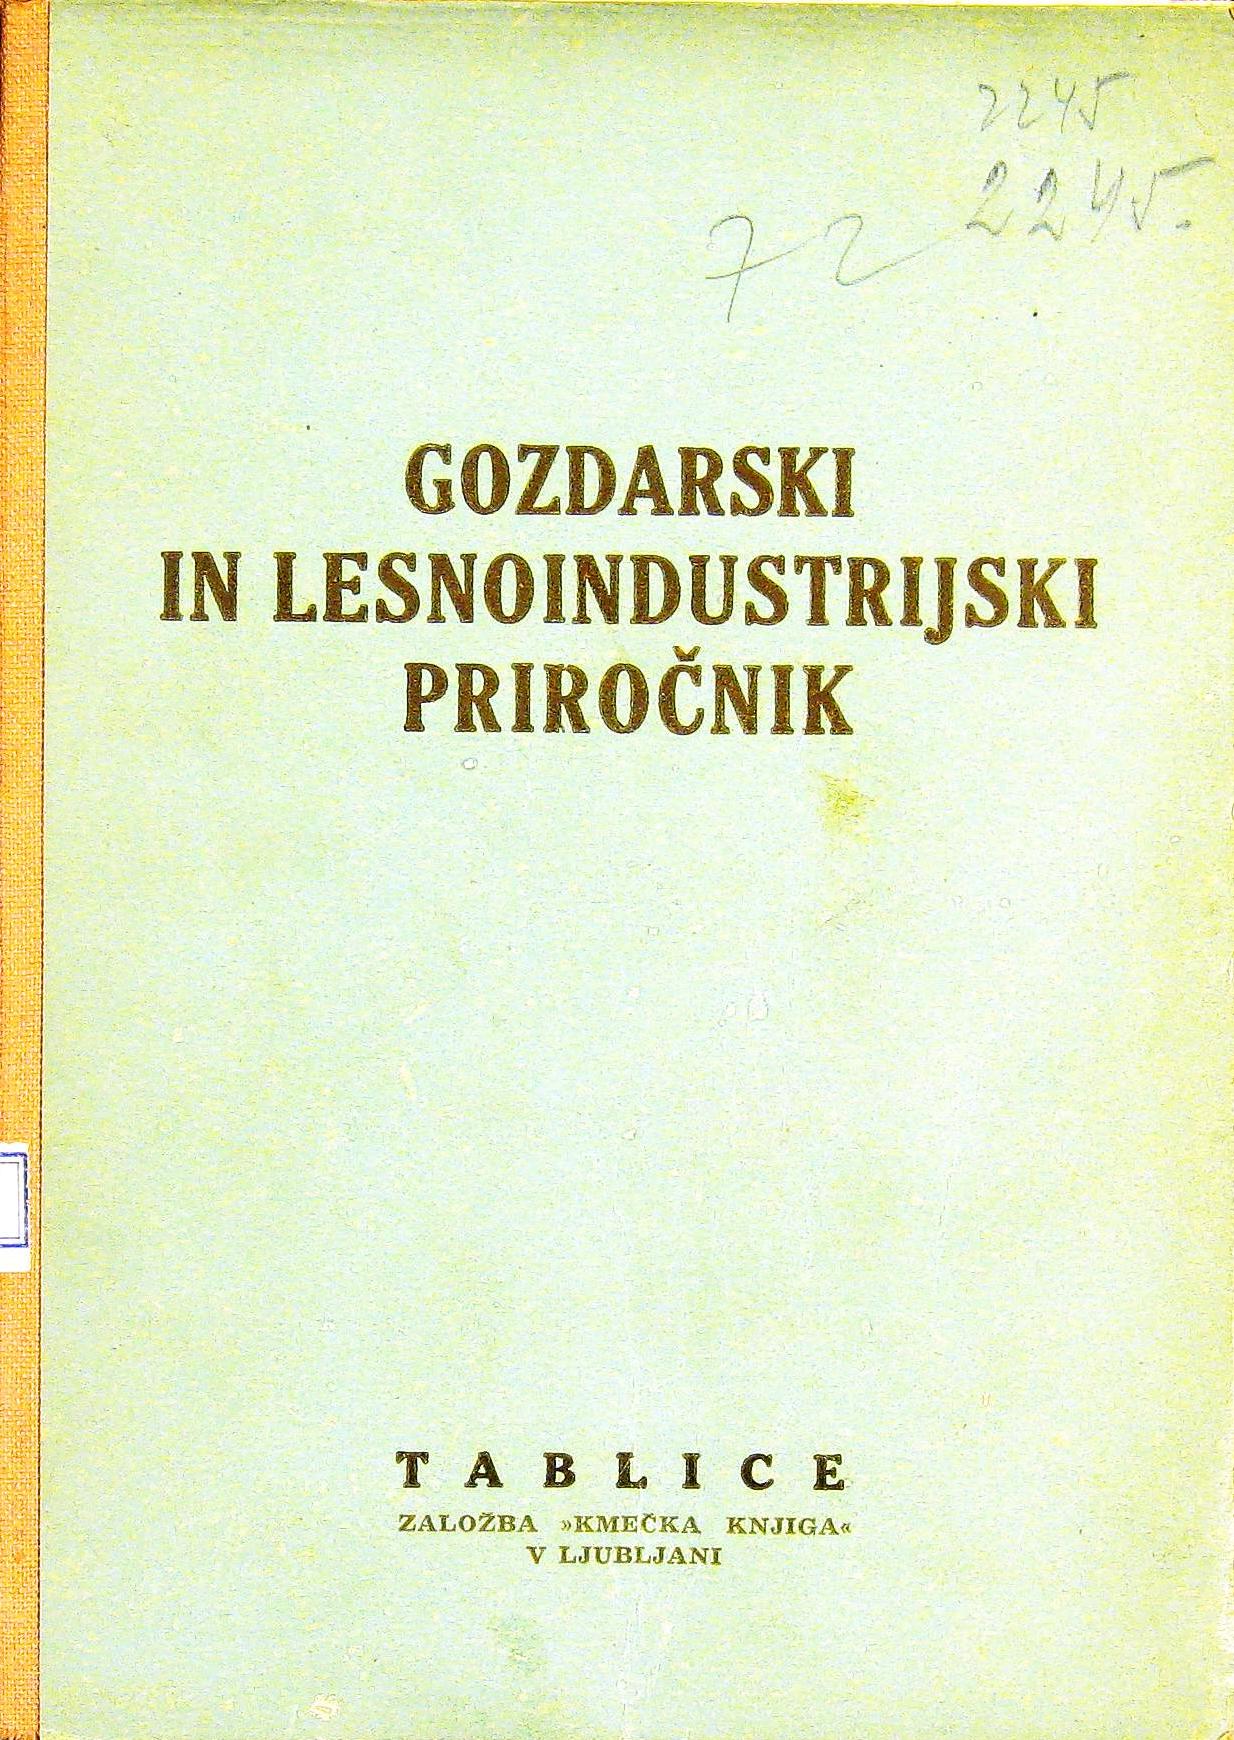 2245
2245.
72
GOZDARSKI
IN LESNOINDUSTRIJSKI
PRIROČNIK
TABLICE
ZALOŽBA »KMEČKA KNJIGA«
V LJUBLJANI